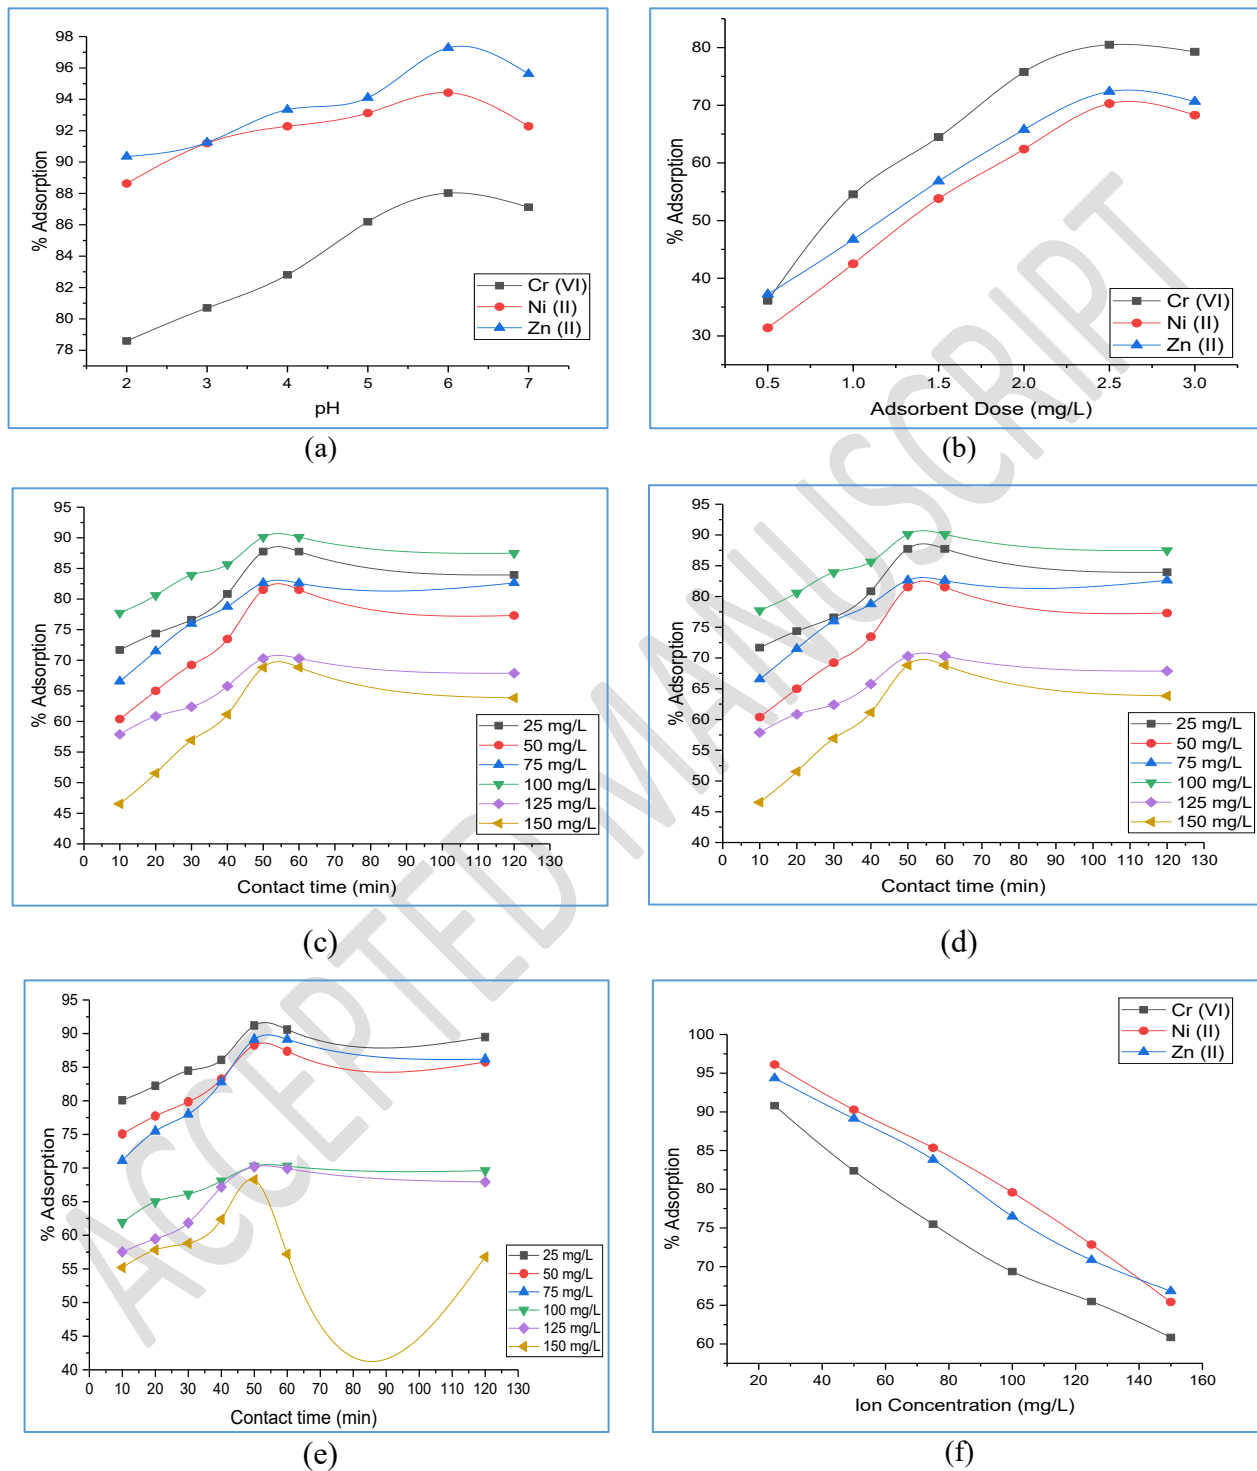 98
96
94
92
90
88
86
84
82
80
78
% Adsorption
2 3 4 5 6 7
pH
Cr (VI)
Ni (II)
Zn (II)
(a)
80
70
60
50
40
30
% Adsorption
0.5 1.0 1.5 2.0 2.5 3.0
Adsorbent Dose (mg/L)
Cr (VI)
Ni (II)
Zn (II)
(b)
95
90
85
80
75
70
65
60
55
50
45
40
% Adsorption
0 10 20 30 40 50 60 70 80 90 100 110 120 130
Contact time (min)
25 mg/L
50 mg/L
75 mg/L
100 mg/L
125 mg/L
150 mg/L
(c)
95
90
85
80
75
70
65
60
55
50
45
40
% Adsorption
0 10 20 30 40 50 60 70 80 90 100 110 120 130
Contact time (min)
25 mg/L
50 mg/L
75 mg/L
100 mg/L
125 mg/L
150 mg/L
(d)
95
90
85
80
75
70
65
60
55
50
45
40
% Adsorption
0 10 20 30 40 50 60 70 80 90 100 110 120 130
Contact time (min)
25 mg/L
50 mg/L
75 mg/L
100 mg/L
125 mg/L
150 mg/L
(e)
100
95
90
85
80
75
70
65
60
% Adsorption
20 40 60 80 100 120 140 160
Ion Concentration (mg/L)
Cr (VI)
Ni (II)
Zn (II)
(f)
ACCEPTED MANUSCRIPT